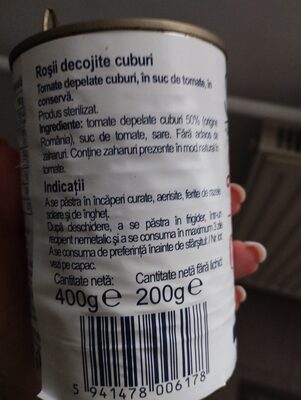 Roșii decojite cuburi
Tomate depelate cuburi, în suc de tomate, în
conservă.
Produs sterilizat.
Ingrediente: tomate depelate cuburi 50% (origine
România), suc de tomate, sare. Fără adaos de
zaharuri. Conține zaharuri prezente în mod natural în
tomate.
Indicații
A se păstra în încăperi curate, aerisite, ferite de razele
solare și de îngheț.
După deschidere, a se păstra în frigider, într-un
recipient nemetalic și a se consuma în maximum 3 zile.
A se consuma de preferință înainte de sfârșitul: / Nr. lot:
vezi pe capac.
Cantitate netă: Cantitate netă fără lichid:
400g e 200g e
5 941478 006178